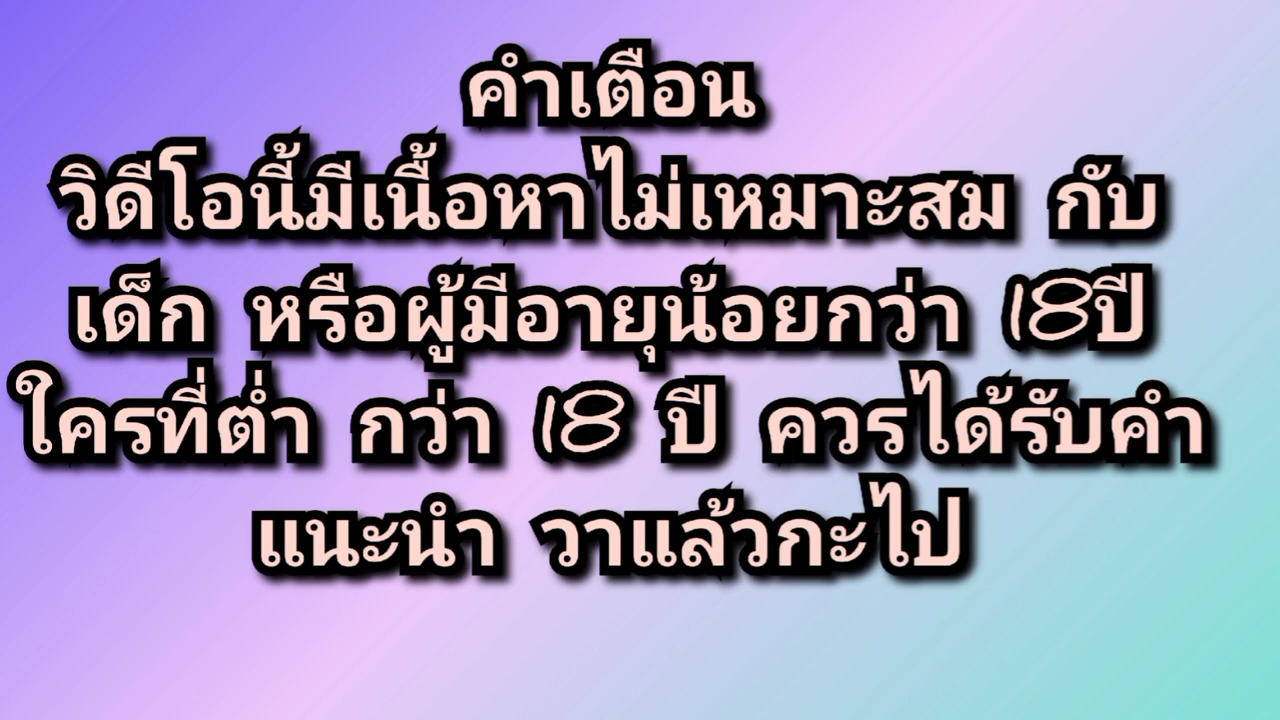 คำเตือน
วิดีโอนี้มีเนื้อหาไม่เหมาะสม กับ
เด็ก หรือผู้มีอายุน้อยกว่า 18ปี
ใครที่ต่ำ กว่า 18 ปี ควรได้รับคำ
แนะนำ วาแล้วกะไป